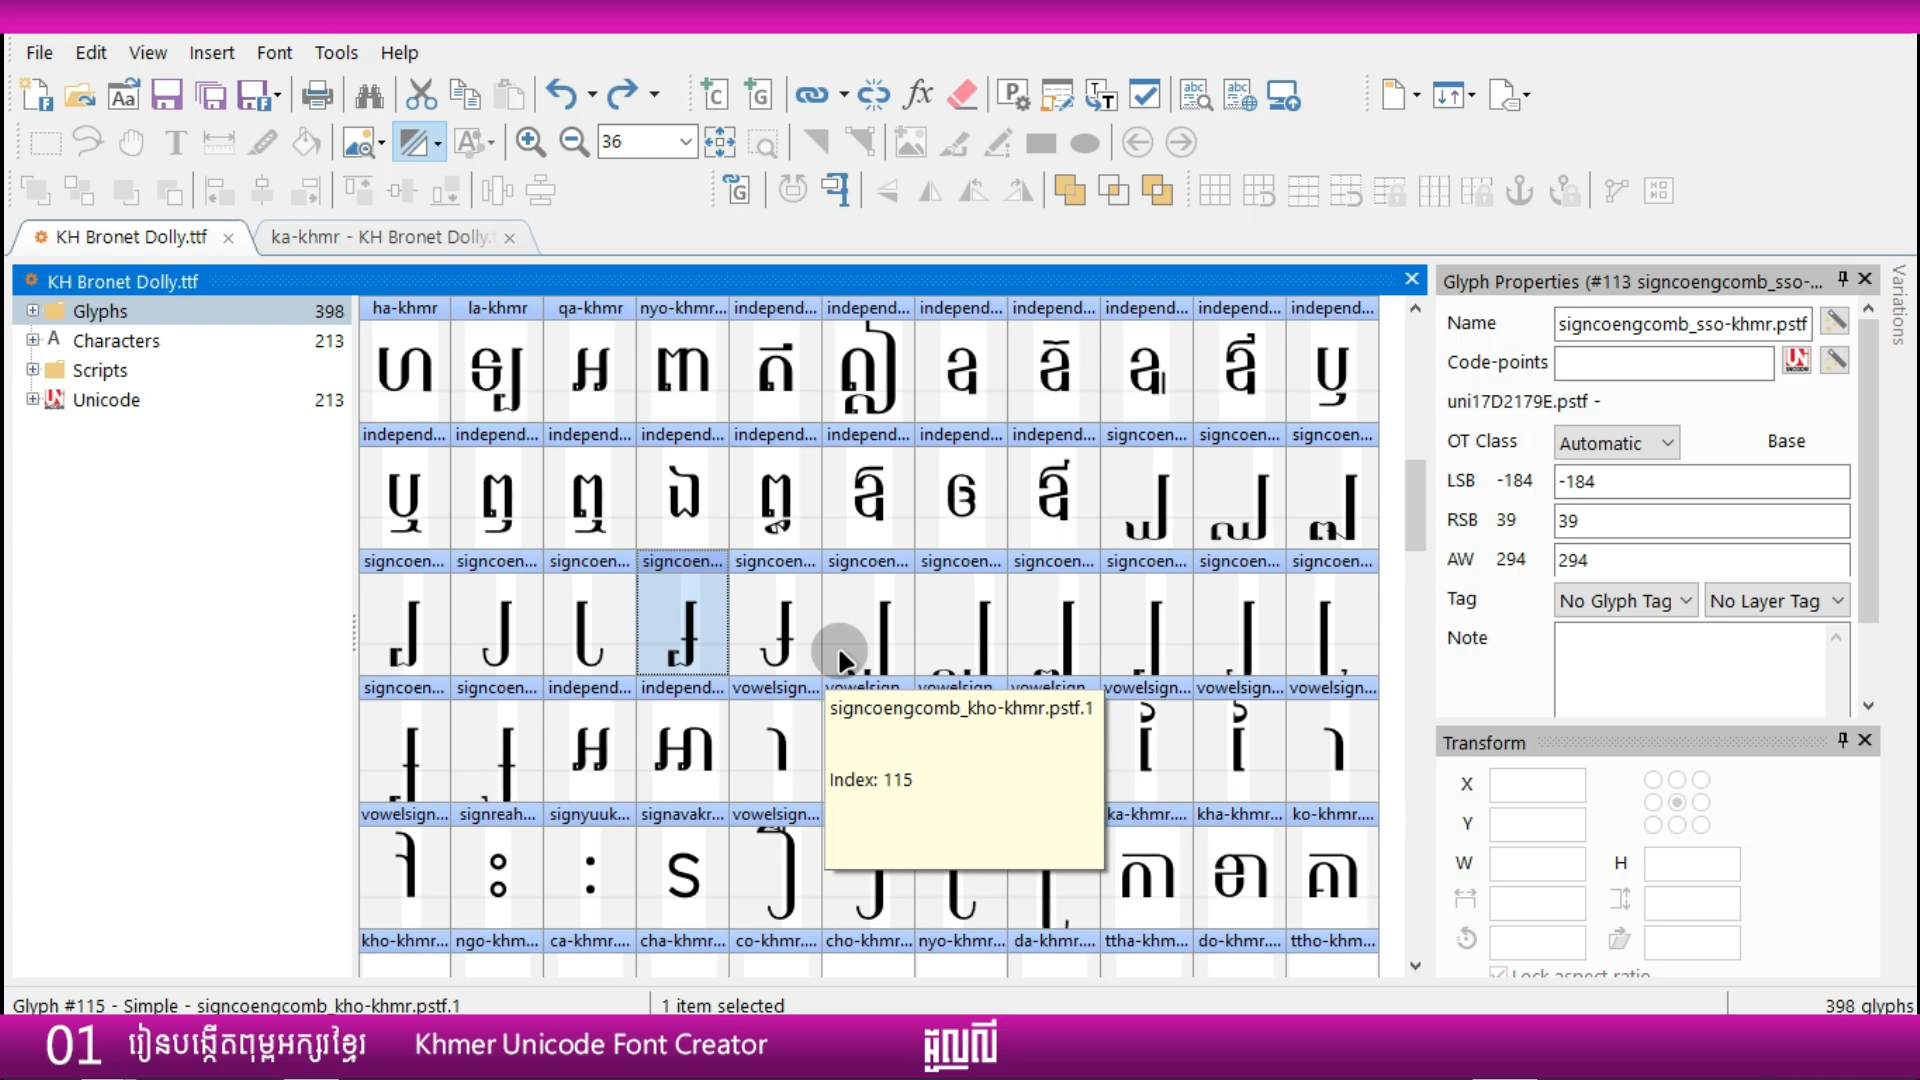 File Edit View Insert Font Tools Help
36
KH Bronet Dolly.ttf
ka-khmr - KH Bronet Dolly.
KH Bronet Dolly.ttf
Glyphs 398
Characters 213
Scripts
Unicode 213
ha-khmr la-khmr qa-khmr nyo-khmr... independ... independ... independ... independ... independ... independ... independ...
independ... independ... independ... independ... independ... independ... independ... independ... signcoen... signcoen... signcoen...
signcoen... signcoen... signcoen... signcoen... signcoen... signcoen... signcoen... signcoen... signcoen... signcoen... signcoen...
signcoen... signcoen... independ... independ... vowelsign... vowelsign... vowelsign... vowelsign... vowelsign... vowelsign... vowelsign...
signcoengcomb_kho-khmr.pstf.1
Index: 115
vowelsign... signreah... signyuuk... signavakr... vowelsign... ka-khmr.... kha-khmr... ko-khmr....
kho-khmr... ngo-khm... ca-khmr.... cha-khmr... co-khmr.... cho-khmr... nyo-khmr... da-khmr.... ttha-khm... do-khmr.... ttho-khm...
Glyph Properties (#113 signcoengcomb_sso-...
Name signcoengcomb_sso-khmr.pstf
Code-points
uni17D2179E.pstf -
OT Class Automatic Base
LSB -184 -184
RSB 39 39
AW 294 294
Tag No Glyph Tag No Layer Tag
Note
Transform
X
Y
W H
Lock aspect ratio
Variations
Glyph #115 - Simple - signcoengcomb_kho-khmr.pstf.1 1 item selected 398 glyphs
01 រៀនបង្កើតពុម្ពអក្សរខ្មែរ Khmer Unicode Font Creator